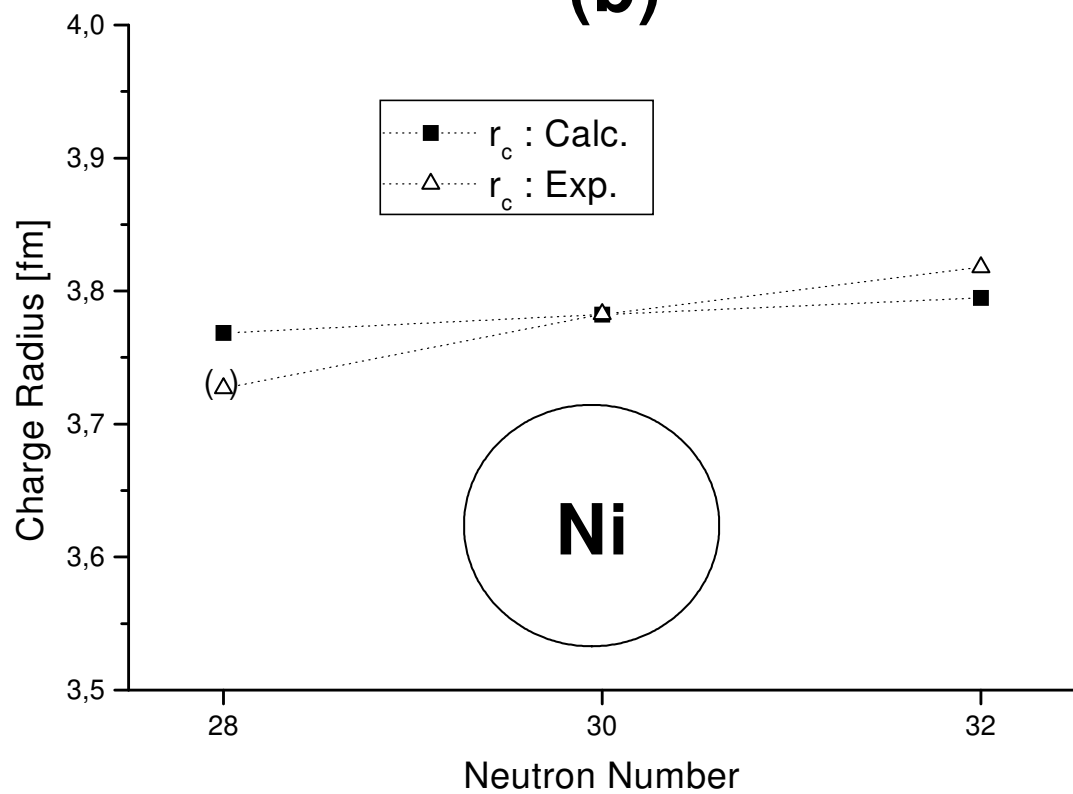 (b)
4,0
3,9
3,8
3,7
3,6
3,5
Charge Radius [fm]
r_c : Calc.
r_c : Exp.
( )
Ni
28
30
32
Neutron Number